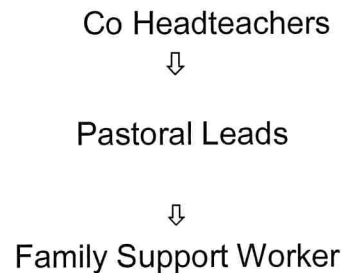 Co Headteachers
⇩
Pastoral Leads
⇩
Family Support Worker